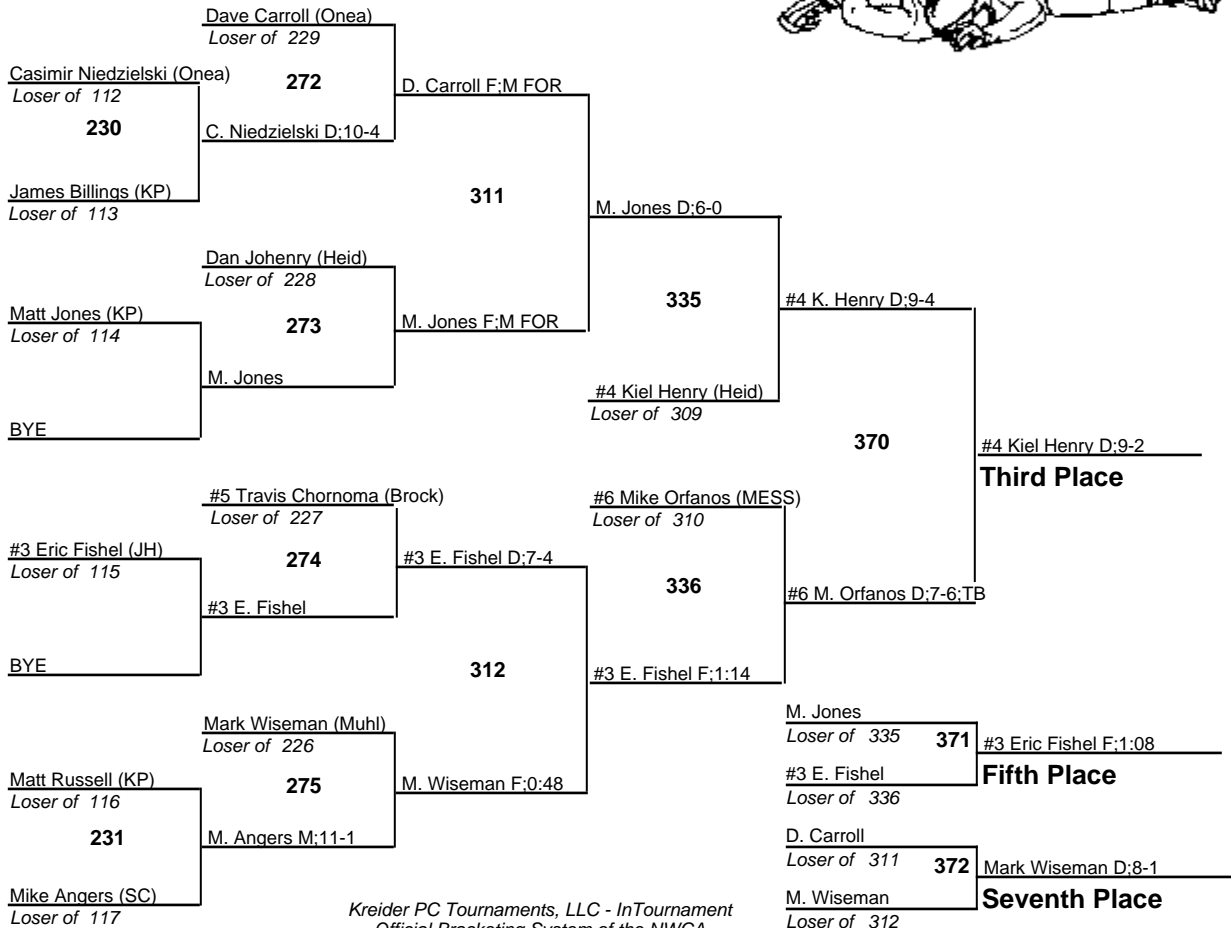 Dave Carroll (Onea)
Loser of 229
Casimir Niedzielski (Onea)
Loser of 112
272
D. Carroll F;M FOR
230
C. Niedzielski D;10-4
James Billings (KP)
Loser of 113
311
M. Jones D;6-0
Dan Johenry (Heid)
Loser of 228
Matt Jones (KP)
Loser of 114
273
M. Jones F;M FOR
335
#4 K. Henry D;9-4
M. Jones
#4 Kiel Henry (Heid)
Loser of 309
BYE
370
#4 Kiel Henry D;9-2
Third Place
#5 Travis Chornoma (Brock)
Loser of 227
#6 Mike Orfanos (MESS)
Loser of 310
#3 Eric Fishel (JH)
Loser of 115
274
#3 E. Fishel D;7-4
336
#6 M. Orfanos D;7-6;TB
#3 E. Fishel
BYE
312
#3 E. Fishel F;1:14
Mark Wiseman (Muhl)
Loser of 226
M. Jones
Loser of 335
371
#3 Eric Fishel F;1:08
Fifth Place
Matt Russell (KP)
Loser of 116
275
M. Wiseman F;0:48
#3 E. Fishel
Loser of 336
231
M. Angers M;11-1
D. Carroll
Loser of 311
372
Mark Wiseman D;8-1
Seventh Place
Mike Angers (SC)
Loser of 117
M. Wiseman
Loser of 312
Kreider PC Tournaments, LLC - InTournament
Official Bracketing System of the NWCA